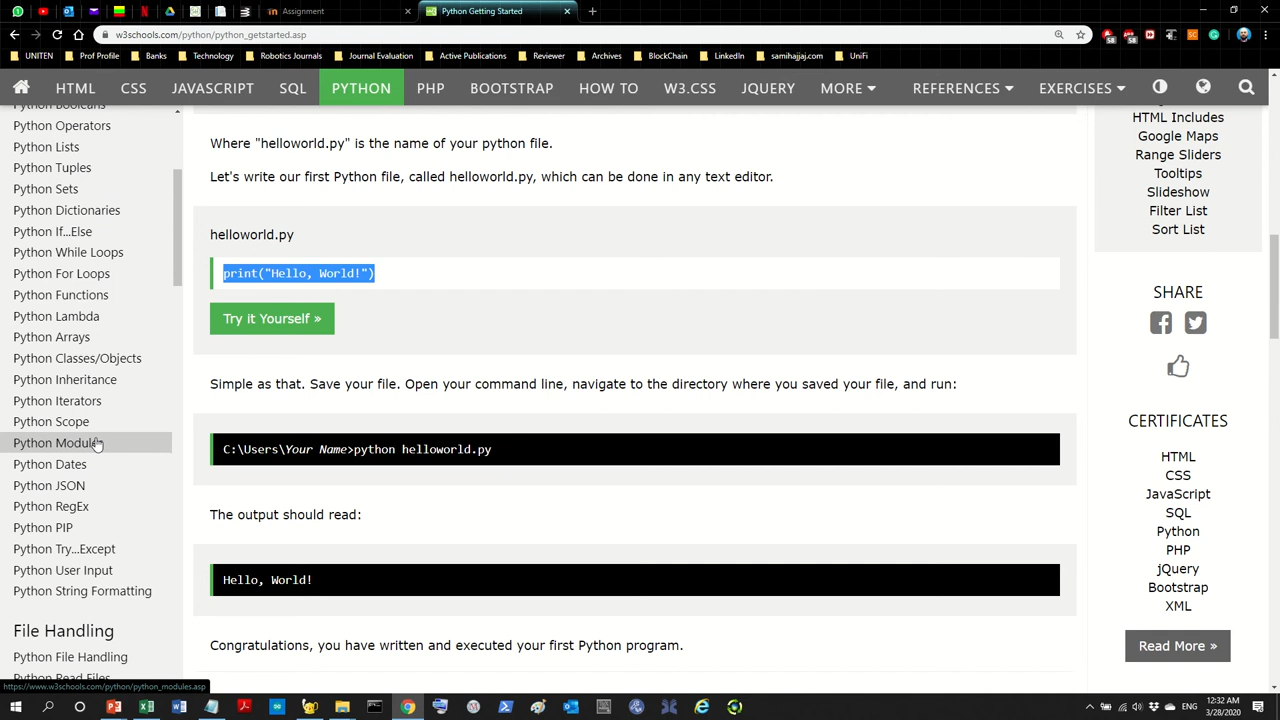 Assignment
Python Getting Started
w3schools.com/python/python_getstarted.asp
UNITEN
Prof Profile
Banks
Technology
Robotics Journals
Journal Evaluation
Active Publications
Reviewer
Archives
BlockChain
LinkedIn
samihajjaj.com
UniFi
HTML
CSS
JAVASCRIPT
SQL
PYTHON
PHP
BOOTSTRAP
HOW TO
W3.CSS
JQUERY
MORE
REFERENCES
EXERCISES
Python Booleans
Python Operators
Python Lists
Python Tuples
Python Sets
Python Dictionaries
Python If...Else
Python While Loops
Python For Loops
Python Functions
Python Lambda
Python Arrays
Python Classes/Objects
Python Inheritance
Python Iterators
Python Scope
Python Modules
Python Dates
Python JSON
Python RegEx
Python PIP
Python Try...Except
Python User Input
Python String Formatting
File Handling
Python File Handling
Python Read Files
https://www.w3schools.com/python/python_modules.asp
Where "helloworld.py" is the name of your python file.
Let's write our first Python file, called helloworld.py, which can be done in any text editor.
helloworld.py
print("Hello, World!")
Try it Yourself »
Simple as that. Save your file. Open your command line, navigate to the directory where you saved your file, and run:
C:\Users\Your Name>python helloworld.py
The output should read:
Hello, World!
Congratulations, you have written and executed your first Python program.
HTML Includes
Google Maps
Range Sliders
Tooltips
Slideshow
Filter List
Sort List
SHARE
CERTIFICATES
HTML
CSS
JavaScript
SQL
Python
PHP
jQuery
Bootstrap
XML
Read More »
ENG
12:32 AM
3/28/2020